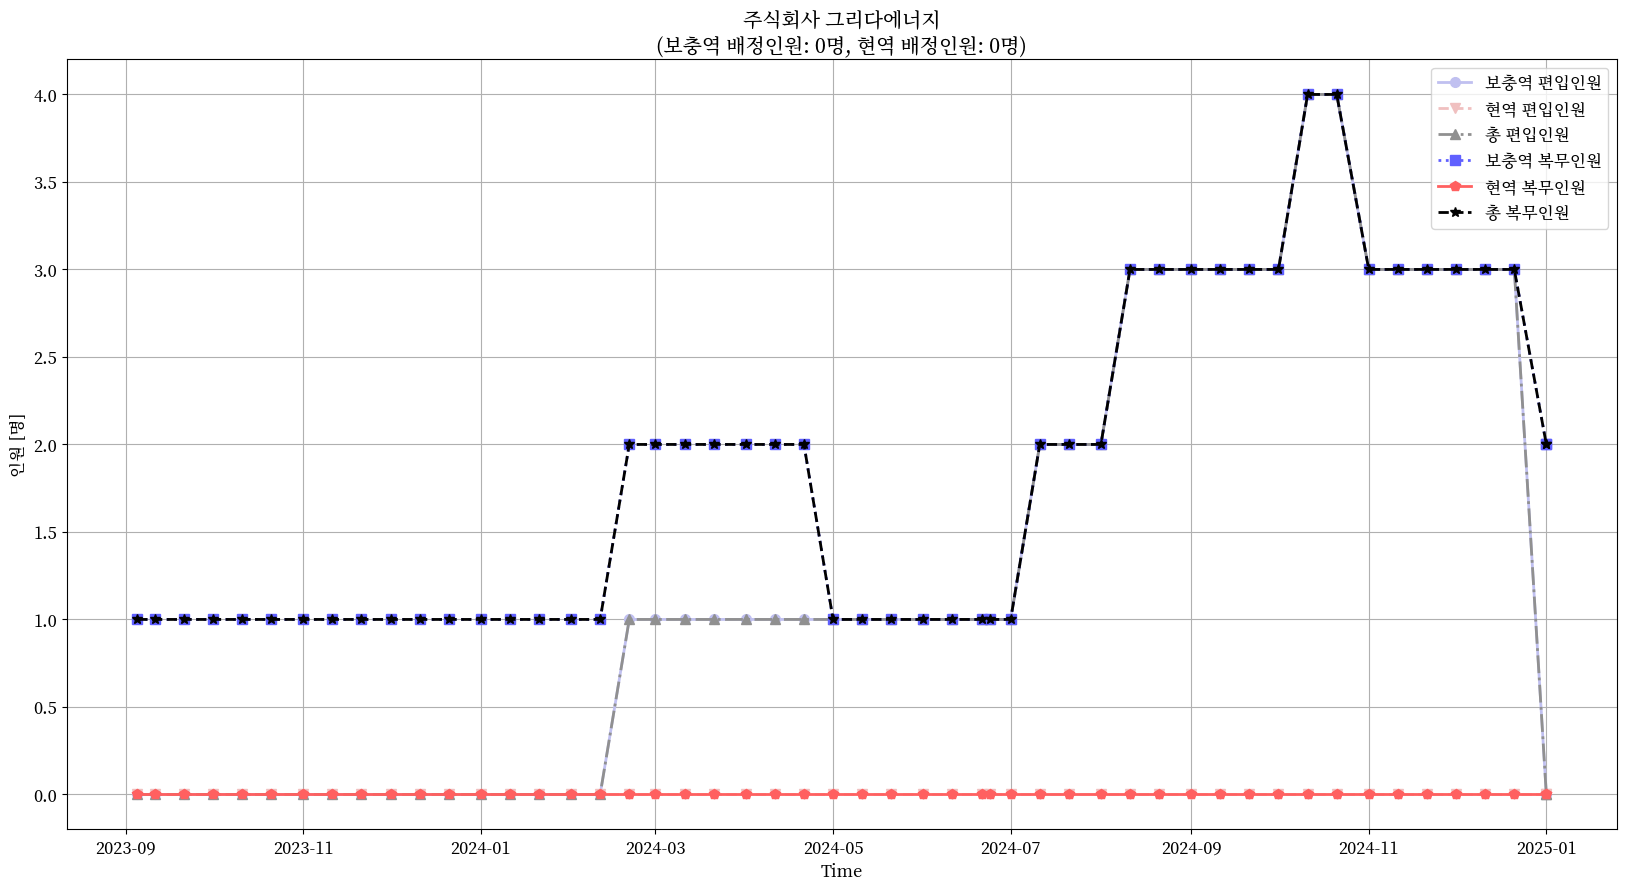 주식회사 그리다에너지
(보충역 배정인원: 0명, 현역 배정인원: 0명)
보충역 편입인원
현역 편입인원
총 편입인원
보충역 복무인원
현역 복무인원
총 복무인원
인원 [명]
4.0
3.5
3.0
2.5
2.0
1.5
1.0
0.5
0.0
2023-09
2023-11
2024-01
2024-03
2024-05
2024-07
2024-09
2024-11
2025-01
Time